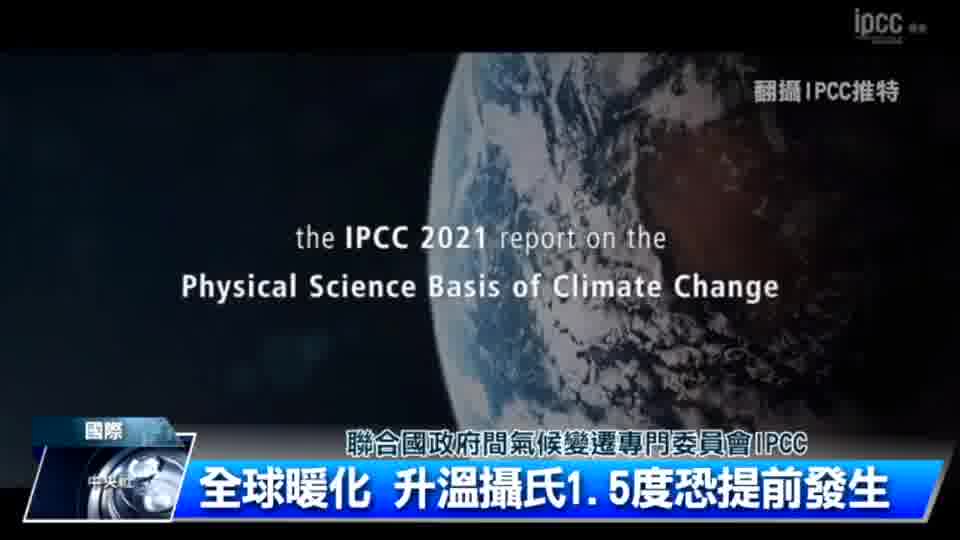 ipcc
翻攝IPCC推特
the IPCC 2021 report on the
Physical Science Basis of Climate Change
國際
中央社
聯合國政府間氣候變遷專門委員會IPCC
全球暖化 升溫攝氏1.5度恐提前發生